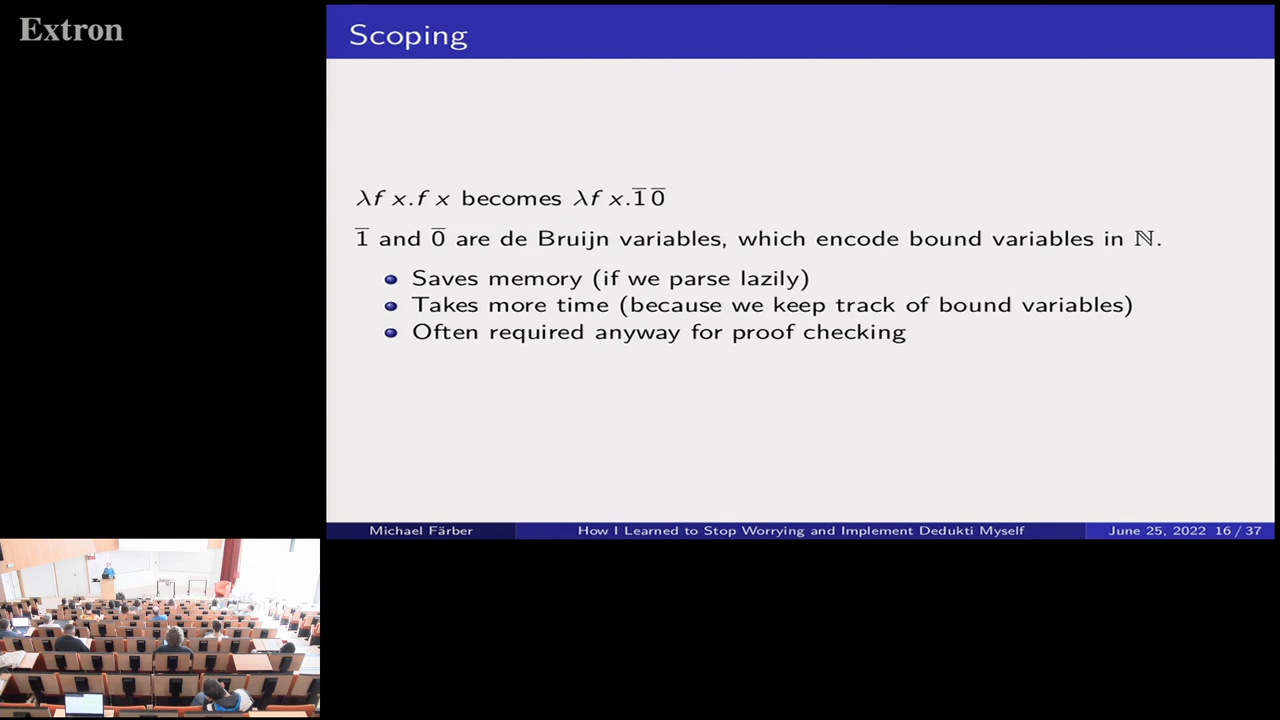 Extron
Scoping
λf x.f x becomes λf x.1̅ 0̅
1̅ and 0̅ are de Bruijn variables, which encode bound variables in ℕ.
Saves memory (if we parse lazily)
Takes more time (because we keep track of bound variables)
Often required anyway for proof checking
Michael Färber How I Learned to Stop Worrying and Implement Dedukti Myself June 25, 2022 16 / 37